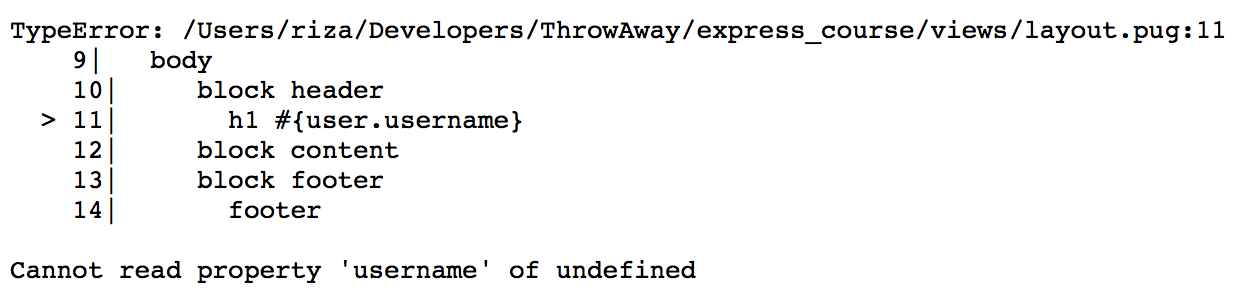 TypeError: /Users/riza/Developers/ThrowAway/express_course/views/layout.pug:11
    9|   body
    10|     block header
  > 11|       h1 #{user.username}
    12|     block content
    13|     block footer
    14|       footer
Cannot read property 'username' of undefined